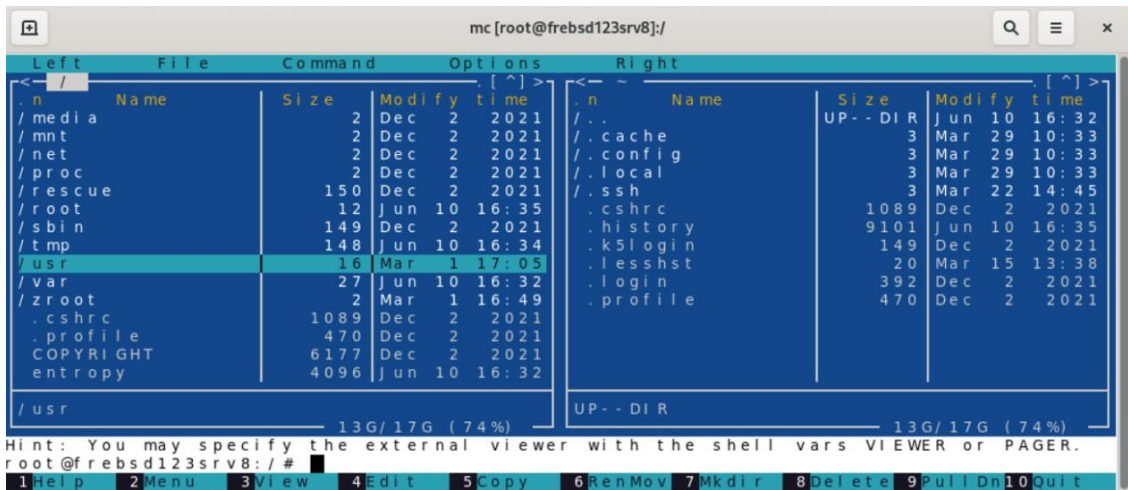 mc [root@frebsd123srv8]:/
Left File Command Options Right
<— / .[^]>
.n Name Size Modify time
/media 2 Dec 2 2021
/mnt 2 Dec 2 2021
/net 2 Dec 2 2021
/proc 2 Dec 2 2021
/rescue 150 Dec 2 2021
/root 12 Jun 10 16:35
/sbin 149 Dec 2 2021
/tmp 148 Jun 10 16:34
/usr 16 Mar 1 17:05
/var 27 Jun 10 16:32
/zroot 2 Mar 1 16:49
.cshrc 1089 Dec 2 2021
.profile 470 Dec 2 2021
COPYRIGHT 6177 Dec 2 2021
entropy 4096 Jun 10 16:32
/usr
13G/17G (74%)
<— ~ .[^]>
.n Name Size Modify time
/.. UP--DIR Jun 10 16:32
/.cache 3 Mar 29 10:33
/.config 3 Mar 29 10:33
/.local 3 Mar 29 10:33
/.ssh 3 Mar 22 14:45
.cshrc 1089 Dec 2 2021
.history 9101 Jun 10 16:35
.k5login 149 Dec 2 2021
.lesshst 20 Mar 15 13:38
.login 392 Dec 2 2021
.profile 470 Dec 2 2021
UP--DIR
13G/17G (74%)
Hint: You may specify the external viewer with the shell vars VIEWER or PAGER.
root@frebsd123srv8:/ #
1Help 2Menu 3View 4Edit 5Copy 6RenMov 7Mkdir 8Delete 9PullDn 10Quit